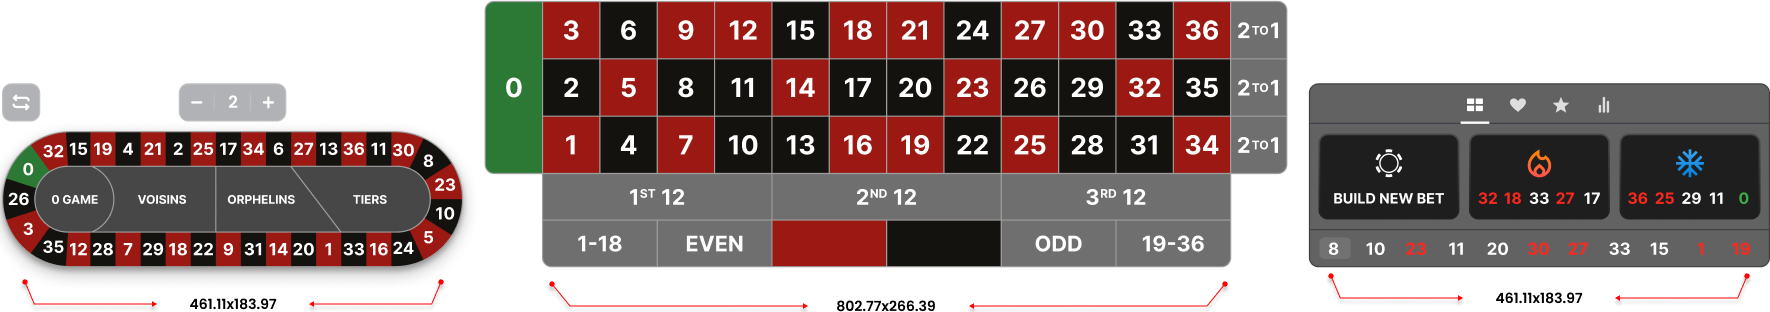 − 2 +
32 15 19 4 21 2 25 17 34 6 27 13 36 11 30 8
0 23
26 0 GAME VOISINS ORPHELINS TIERS 10
3 5
35 12 28 7 29 18 22 9 31 14 20 1 33 16 24
461.11x183.97
3 6 9 12 15 18 21 24 27 30 33 36 2 TO 1
0 2 5 8 11 14 17 20 23 26 29 32 35 2 TO 1
1 4 7 10 13 16 19 22 25 28 31 34 2 TO 1
1ST 12 2ND 12 3RD 12
1-18 EVEN ODD 19-36
802.77x266.39
BUILD NEW BET 32 18 33 27 17 36 25 29 11 0
8 10 23 11 20 30 27 33 15 1 19
461.11x183.97